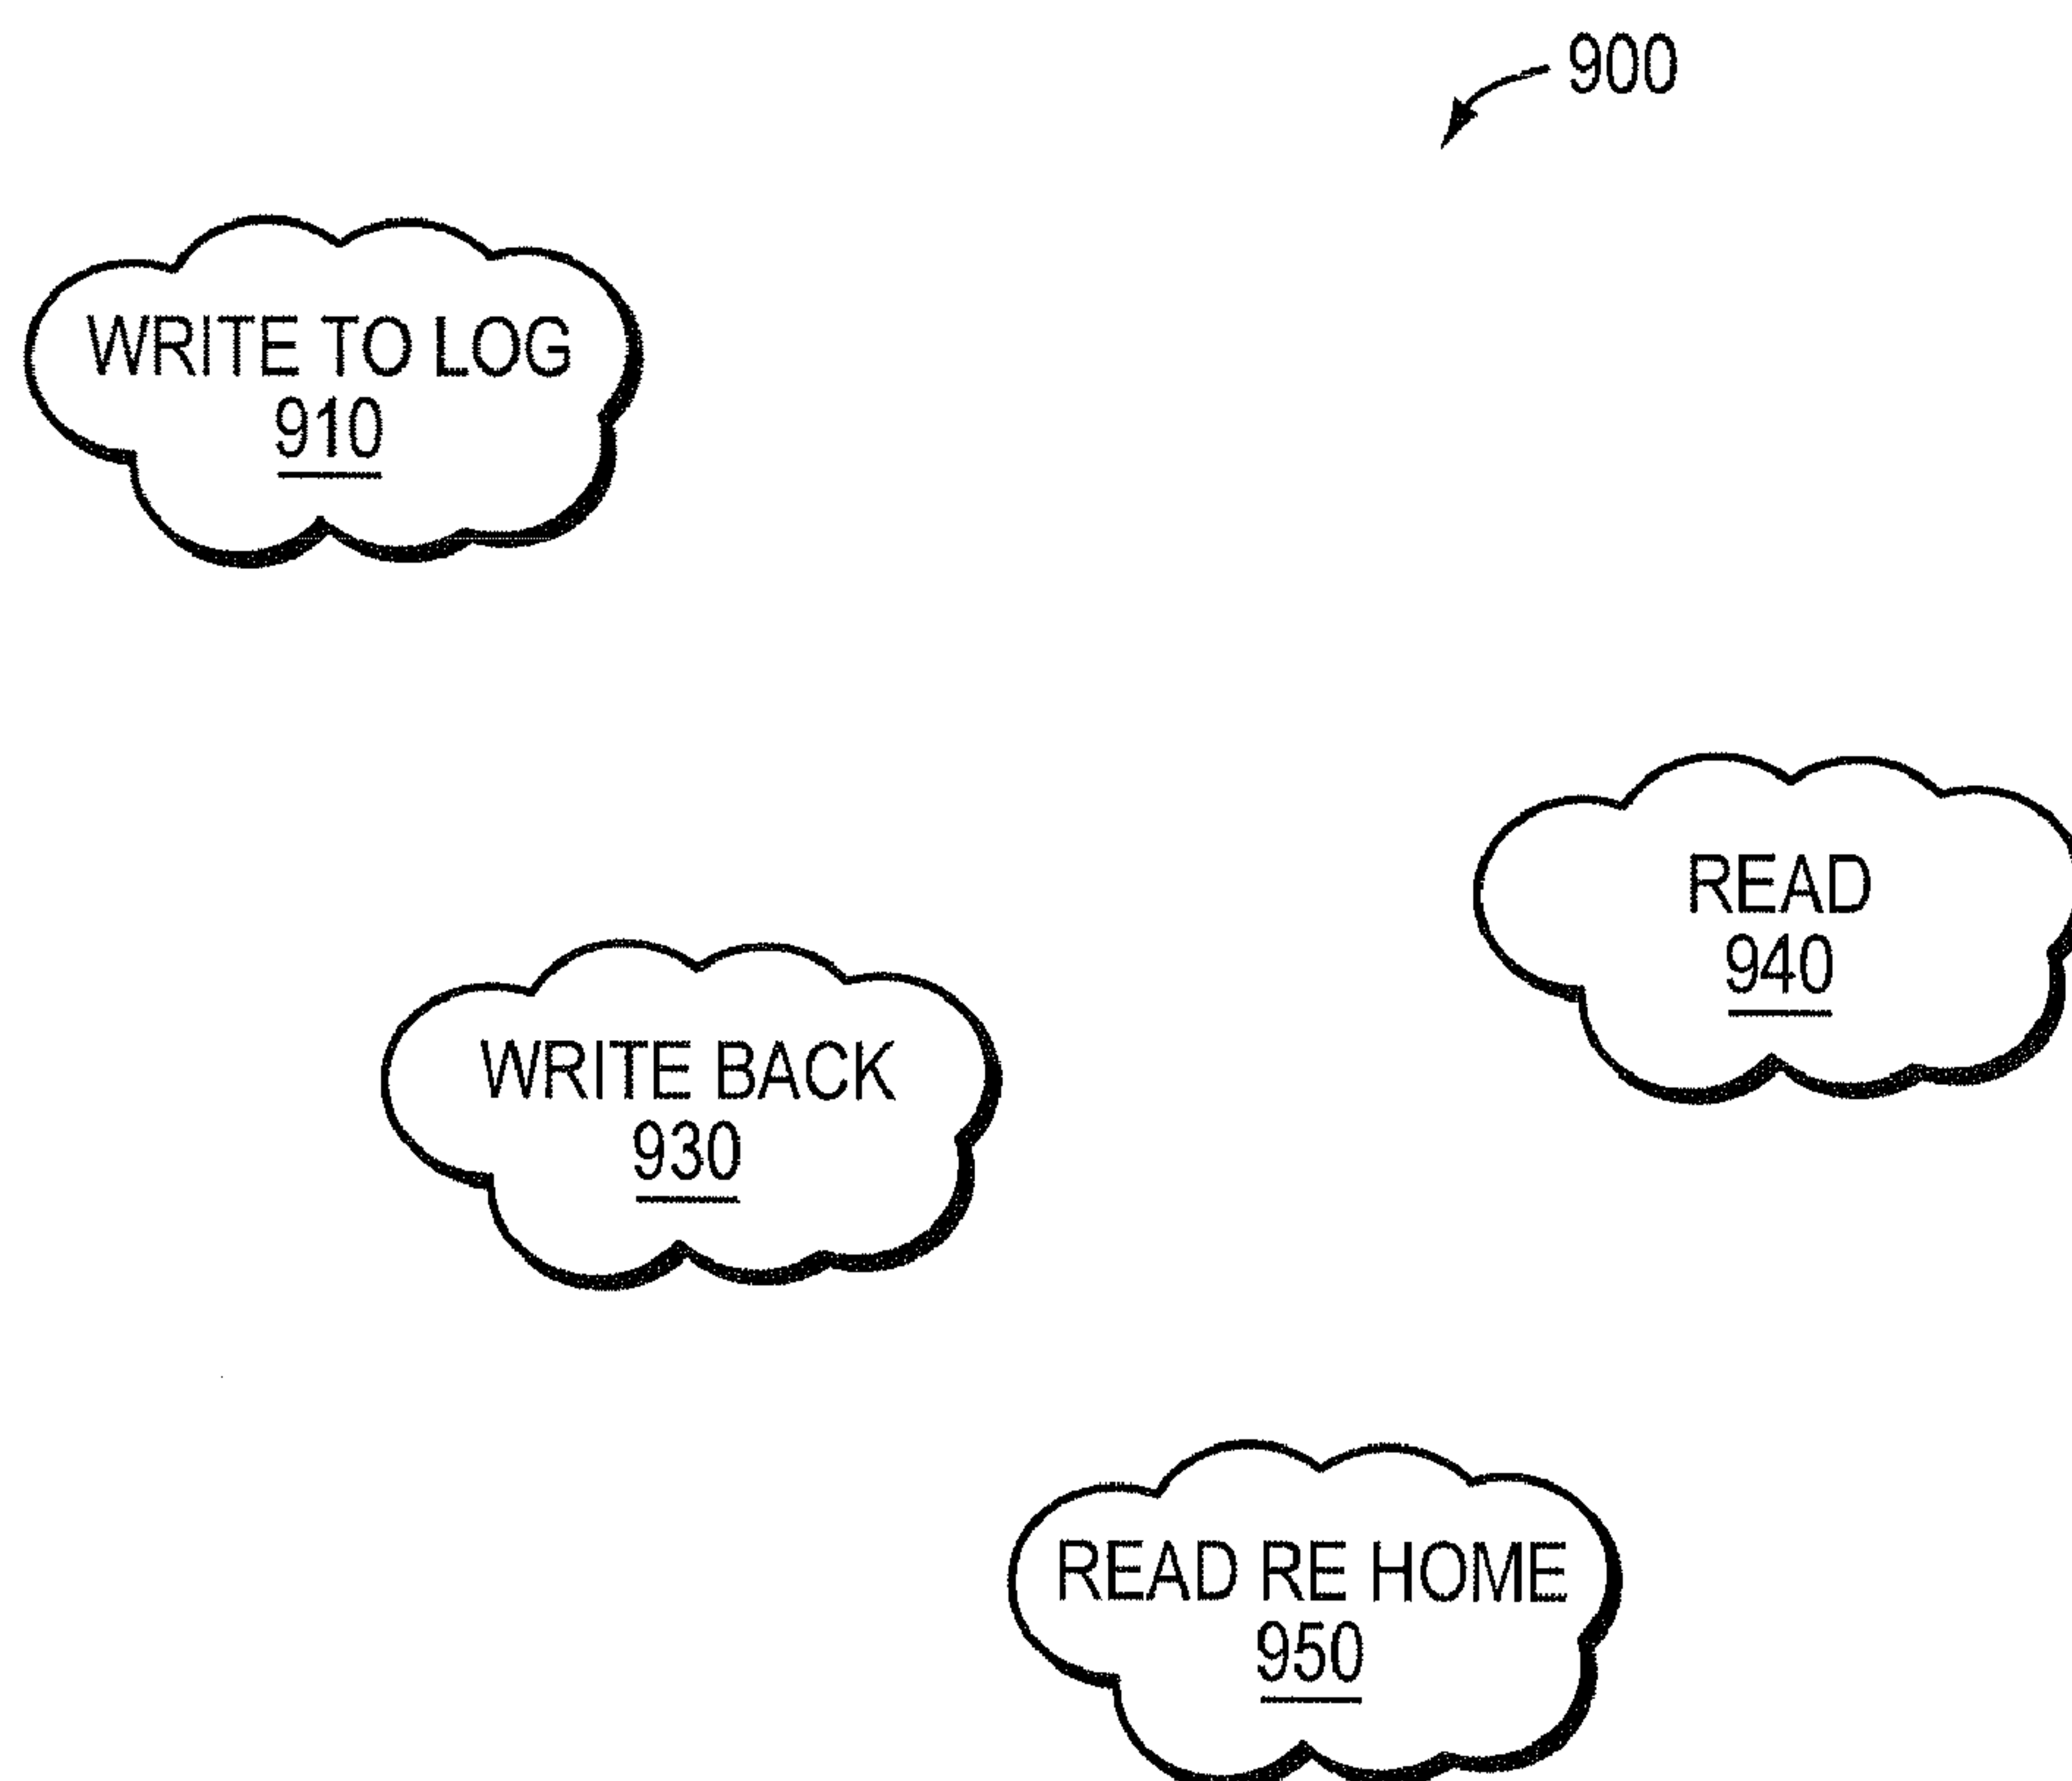 900
WRITE TO LOG
910
READ
940
WRITE BACK
930
READ RE HOME
950